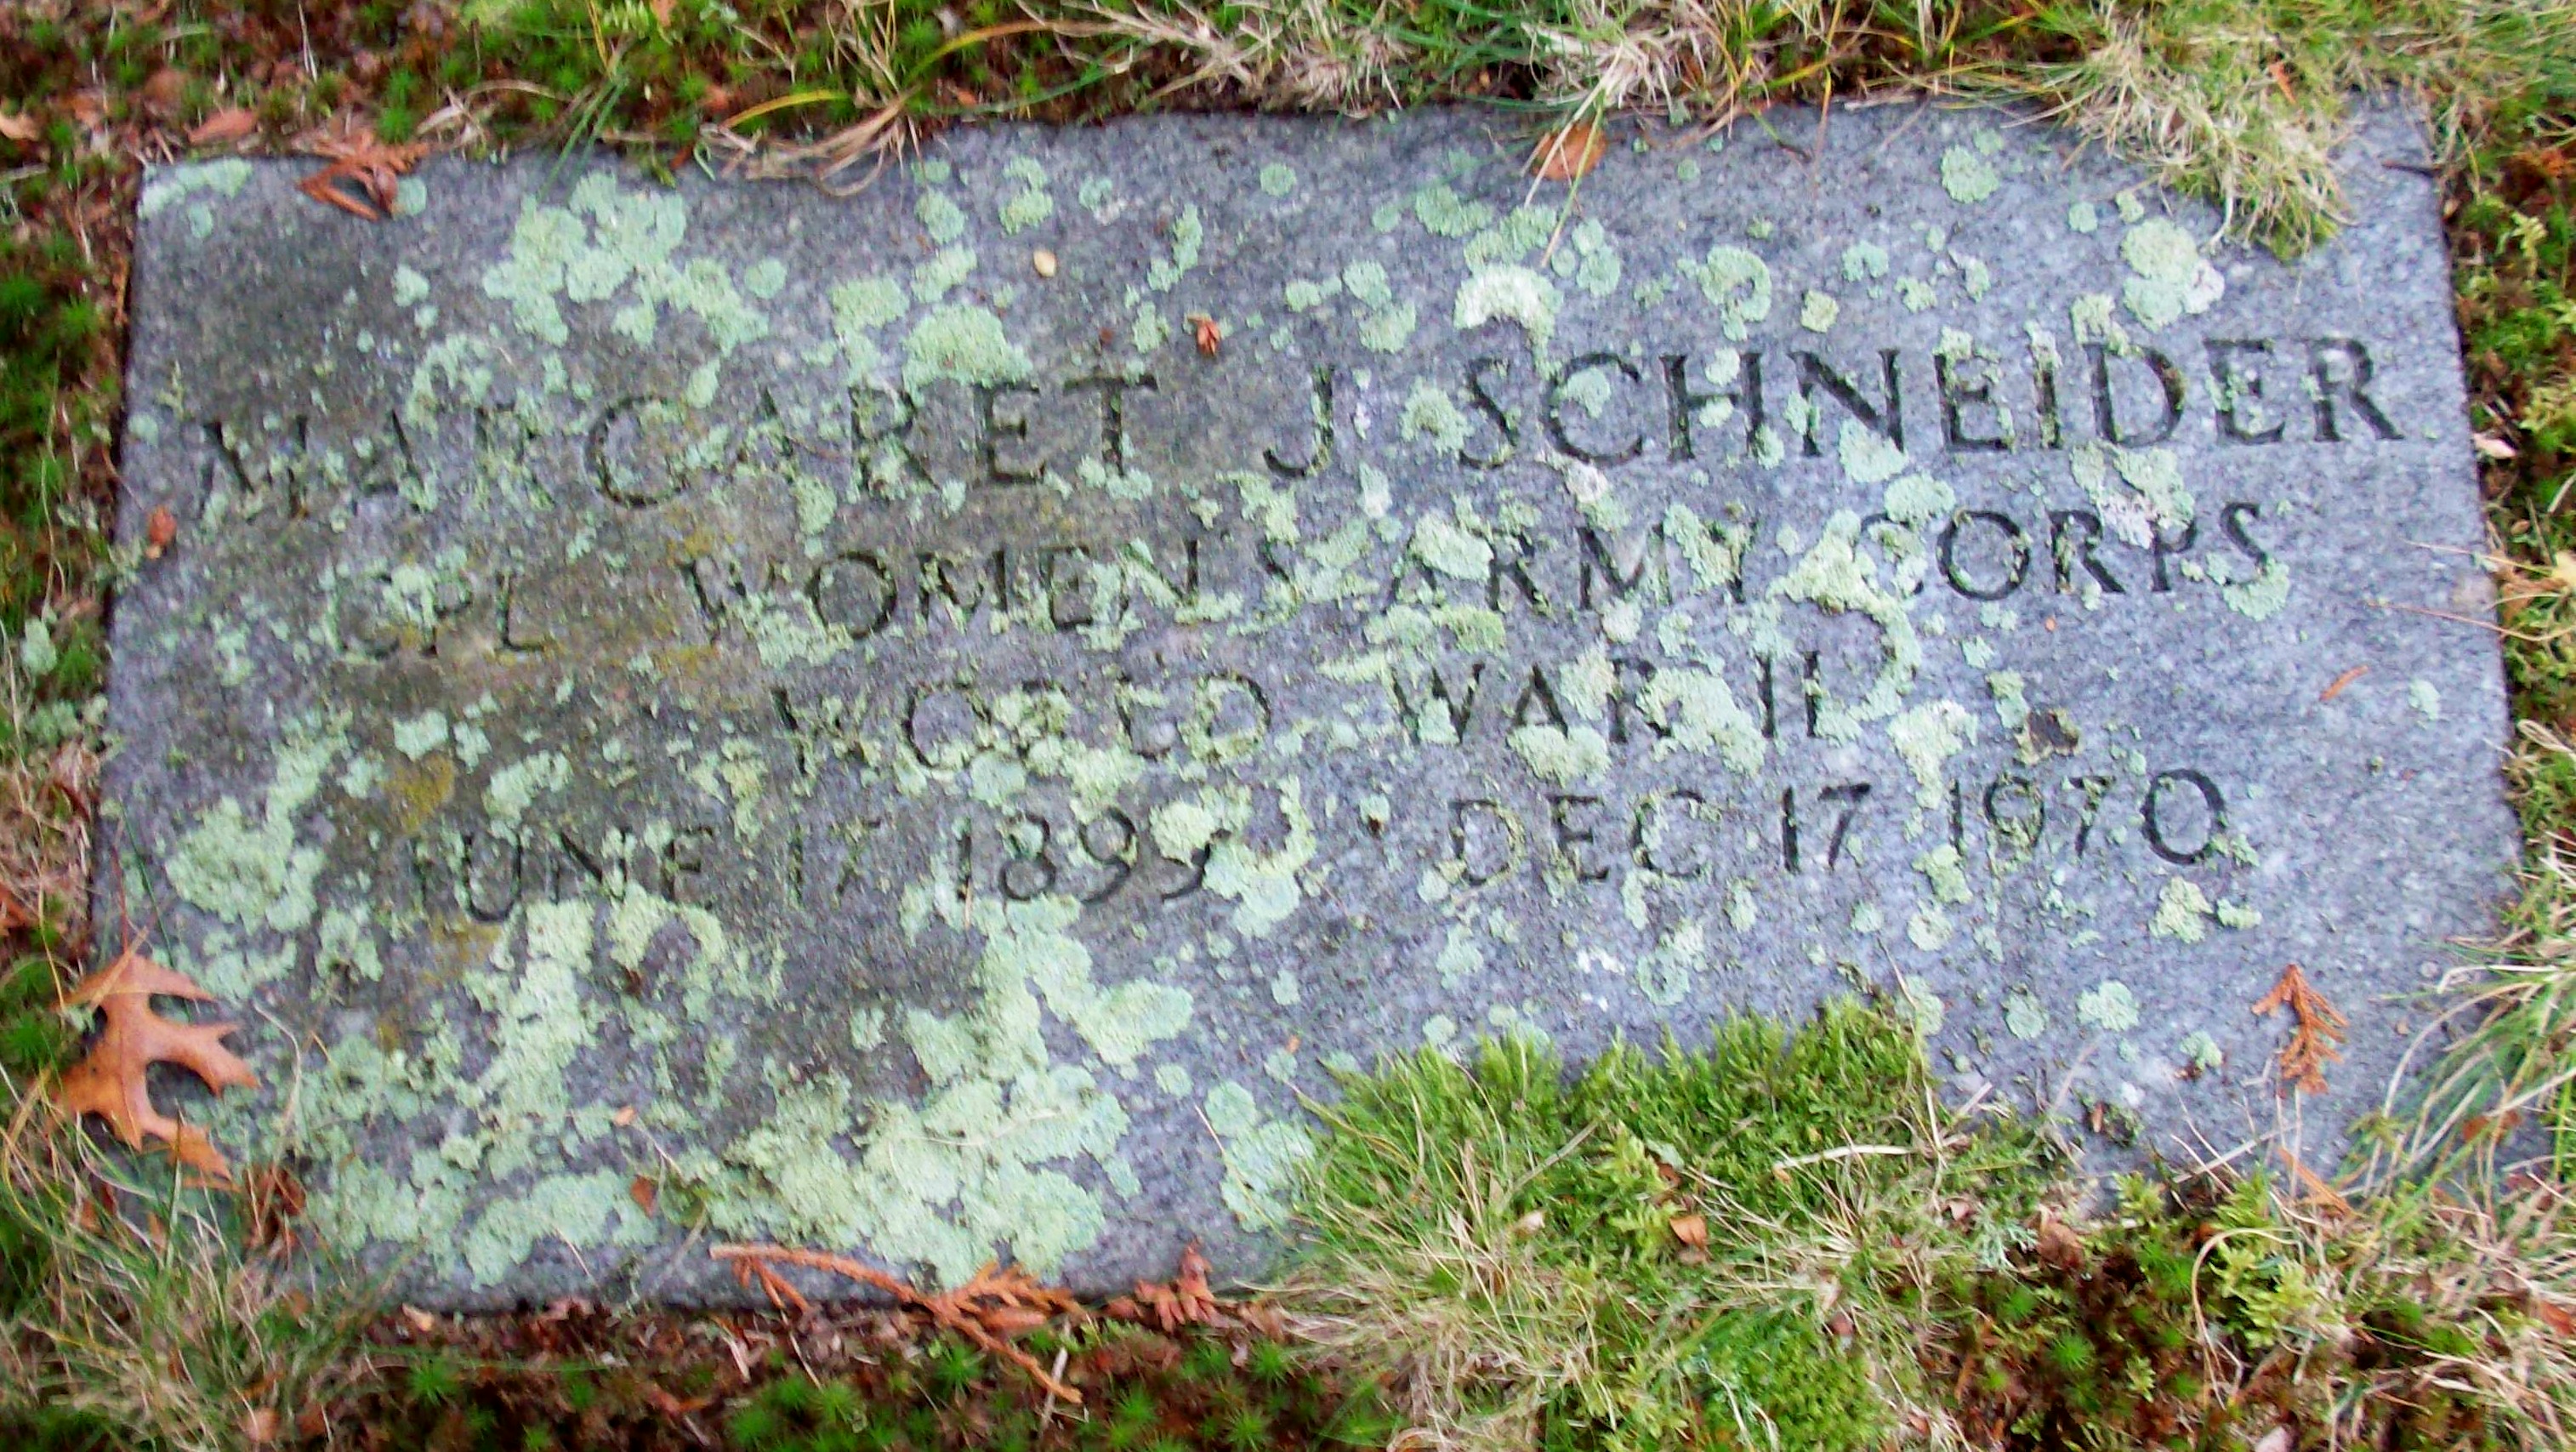 MARGARET J SCHNEIDER
CPL WOMEN'S ARMY CORPS
WORLD WAR II
JUNE 17 1899 DEC 17 1970